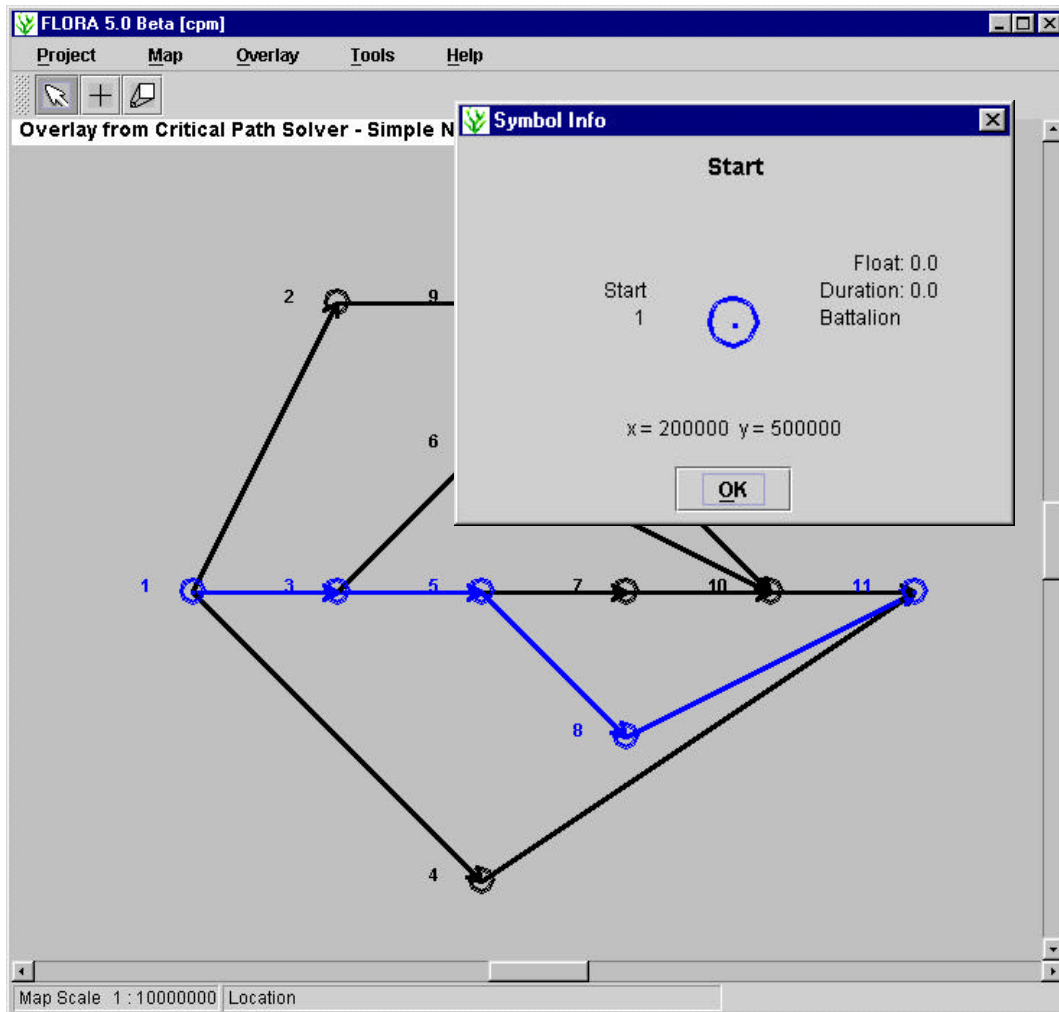 FLORA 5.0 Beta [cpm]
Project Map Overlay Tools Help
Overlay from Critical Path Solver - Simple N
Symbol Info
Start
Float: 0.0
Start Duration: 0.0
1 Battalion
x = 200000 y = 500000
OK
2 9
6
1 3 5 7 10 11
8
4
Map Scale 1 : 10000000 Location